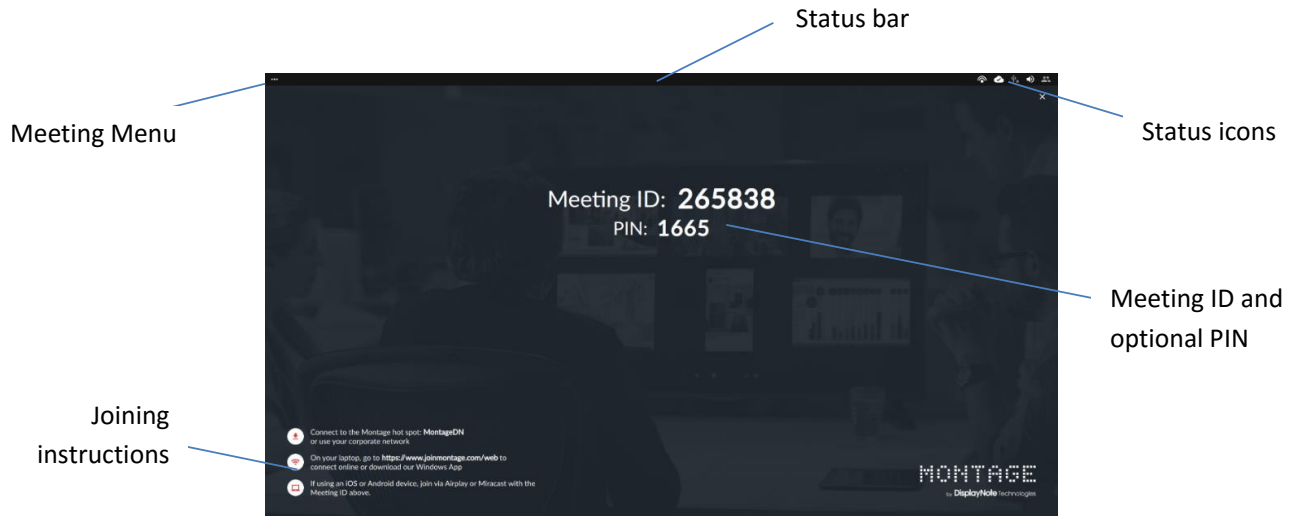 Status bar
Meeting Menu
Status icons
Meeting ID: 265838
PIN: 1665
Meeting ID and
optional PIN
Joining
instructions
Connect to the Montage hot spot: MontageDN
or use your corporate network
On your laptop, go to https://www.joinmontage.com/web to
connect online or download our Windows App
If using an iOS or Android device, join via Airplay or Miracast with the
Meeting ID above.
MONTAGE
by DisplayNote Technologies